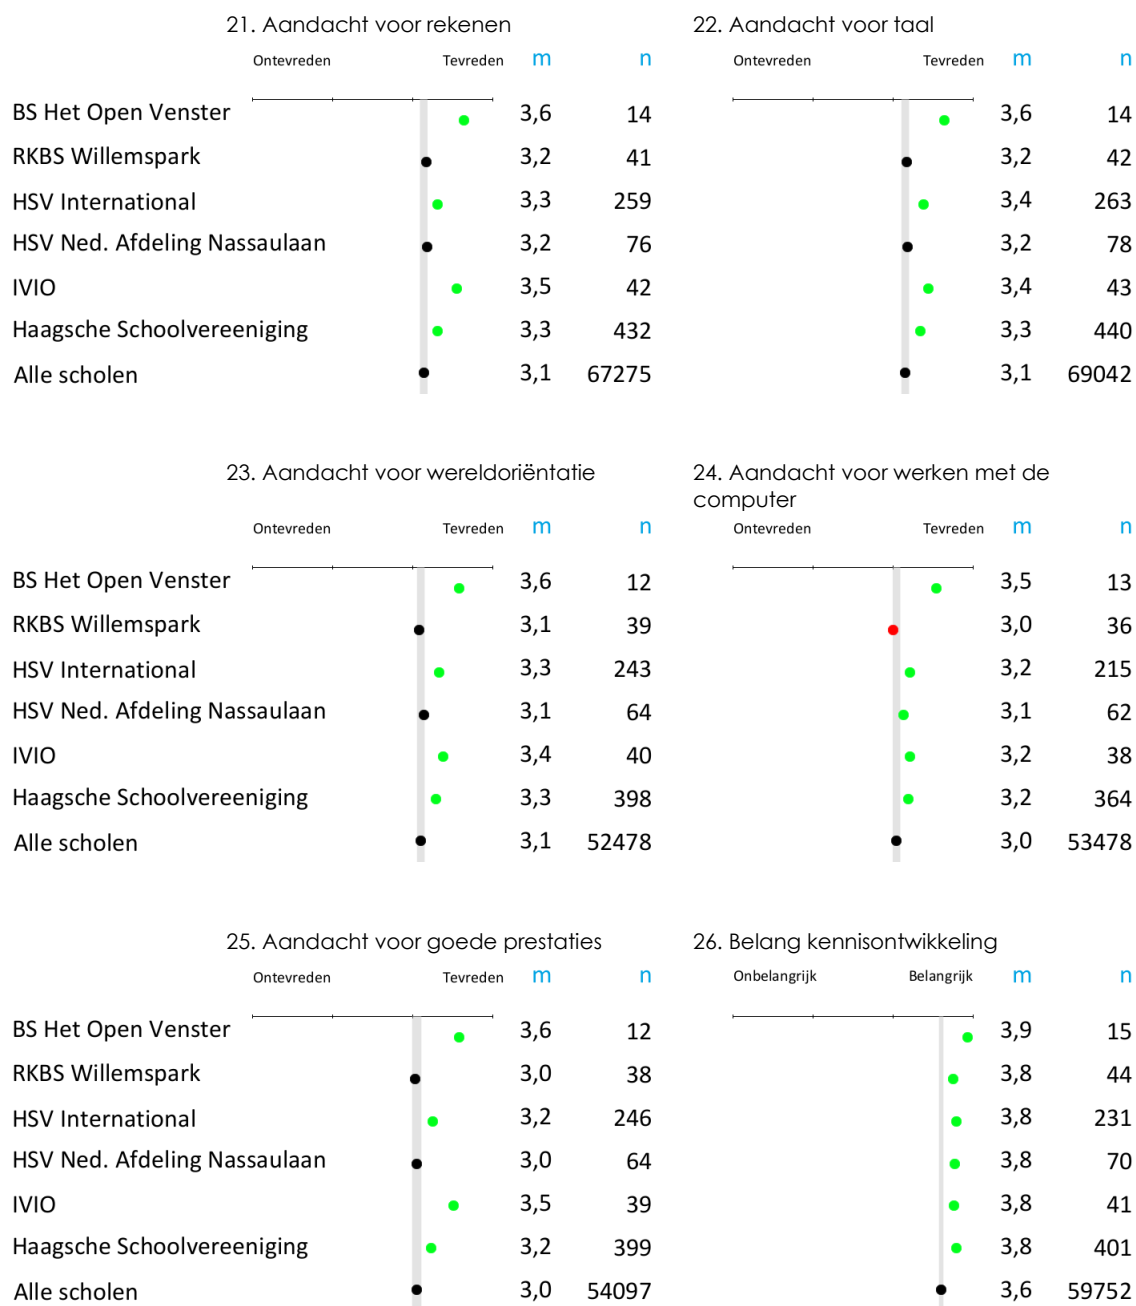 21. Aandacht voor rekenen
Ontevreden Tevreden m n
BS Het Open Venster 3,6 14
RKBS Willemspark 3,2 41
HSV International 3,3 259
HSV Ned. Afdeling Nassaulaan 3,2 76
IVIO 3,5 42
Haagsche Schoolvereeniging 3,3 432
Alle scholen 3,1 67275
22. Aandacht voor taal
Ontevreden Tevreden m n
3,6 14
3,2 42
3,4 263
3,2 78
3,4 43
3,3 440
3,1 69042
23. Aandacht voor wereldoriëntatie
Ontevreden Tevreden m n
BS Het Open Venster 3,6 12
RKBS Willemspark 3,1 39
HSV International 3,3 243
HSV Ned. Afdeling Nassaulaan 3,1 64
IVIO 3,4 40
Haagsche Schoolvereeniging 3,3 398
Alle scholen 3,1 52478
24. Aandacht voor werken met de
computer
Ontevreden Tevreden m n
3,5 13
3,0 36
3,2 215
3,1 62
3,2 38
3,2 364
3,0 53478
25. Aandacht voor goede prestaties
Ontevreden Tevreden m n
BS Het Open Venster 3,6 12
RKBS Willemspark 3,0 38
HSV International 3,2 246
HSV Ned. Afdeling Nassaulaan 3,0 64
IVIO 3,5 39
Haagsche Schoolvereeniging 3,2 399
Alle scholen 3,0 54097
26. Belang kennisontwikkeling
Onbelangrijk Belangrijk m n
3,9 15
3,8 44
3,8 231
3,8 70
3,8 41
3,8 401
3,6 59752